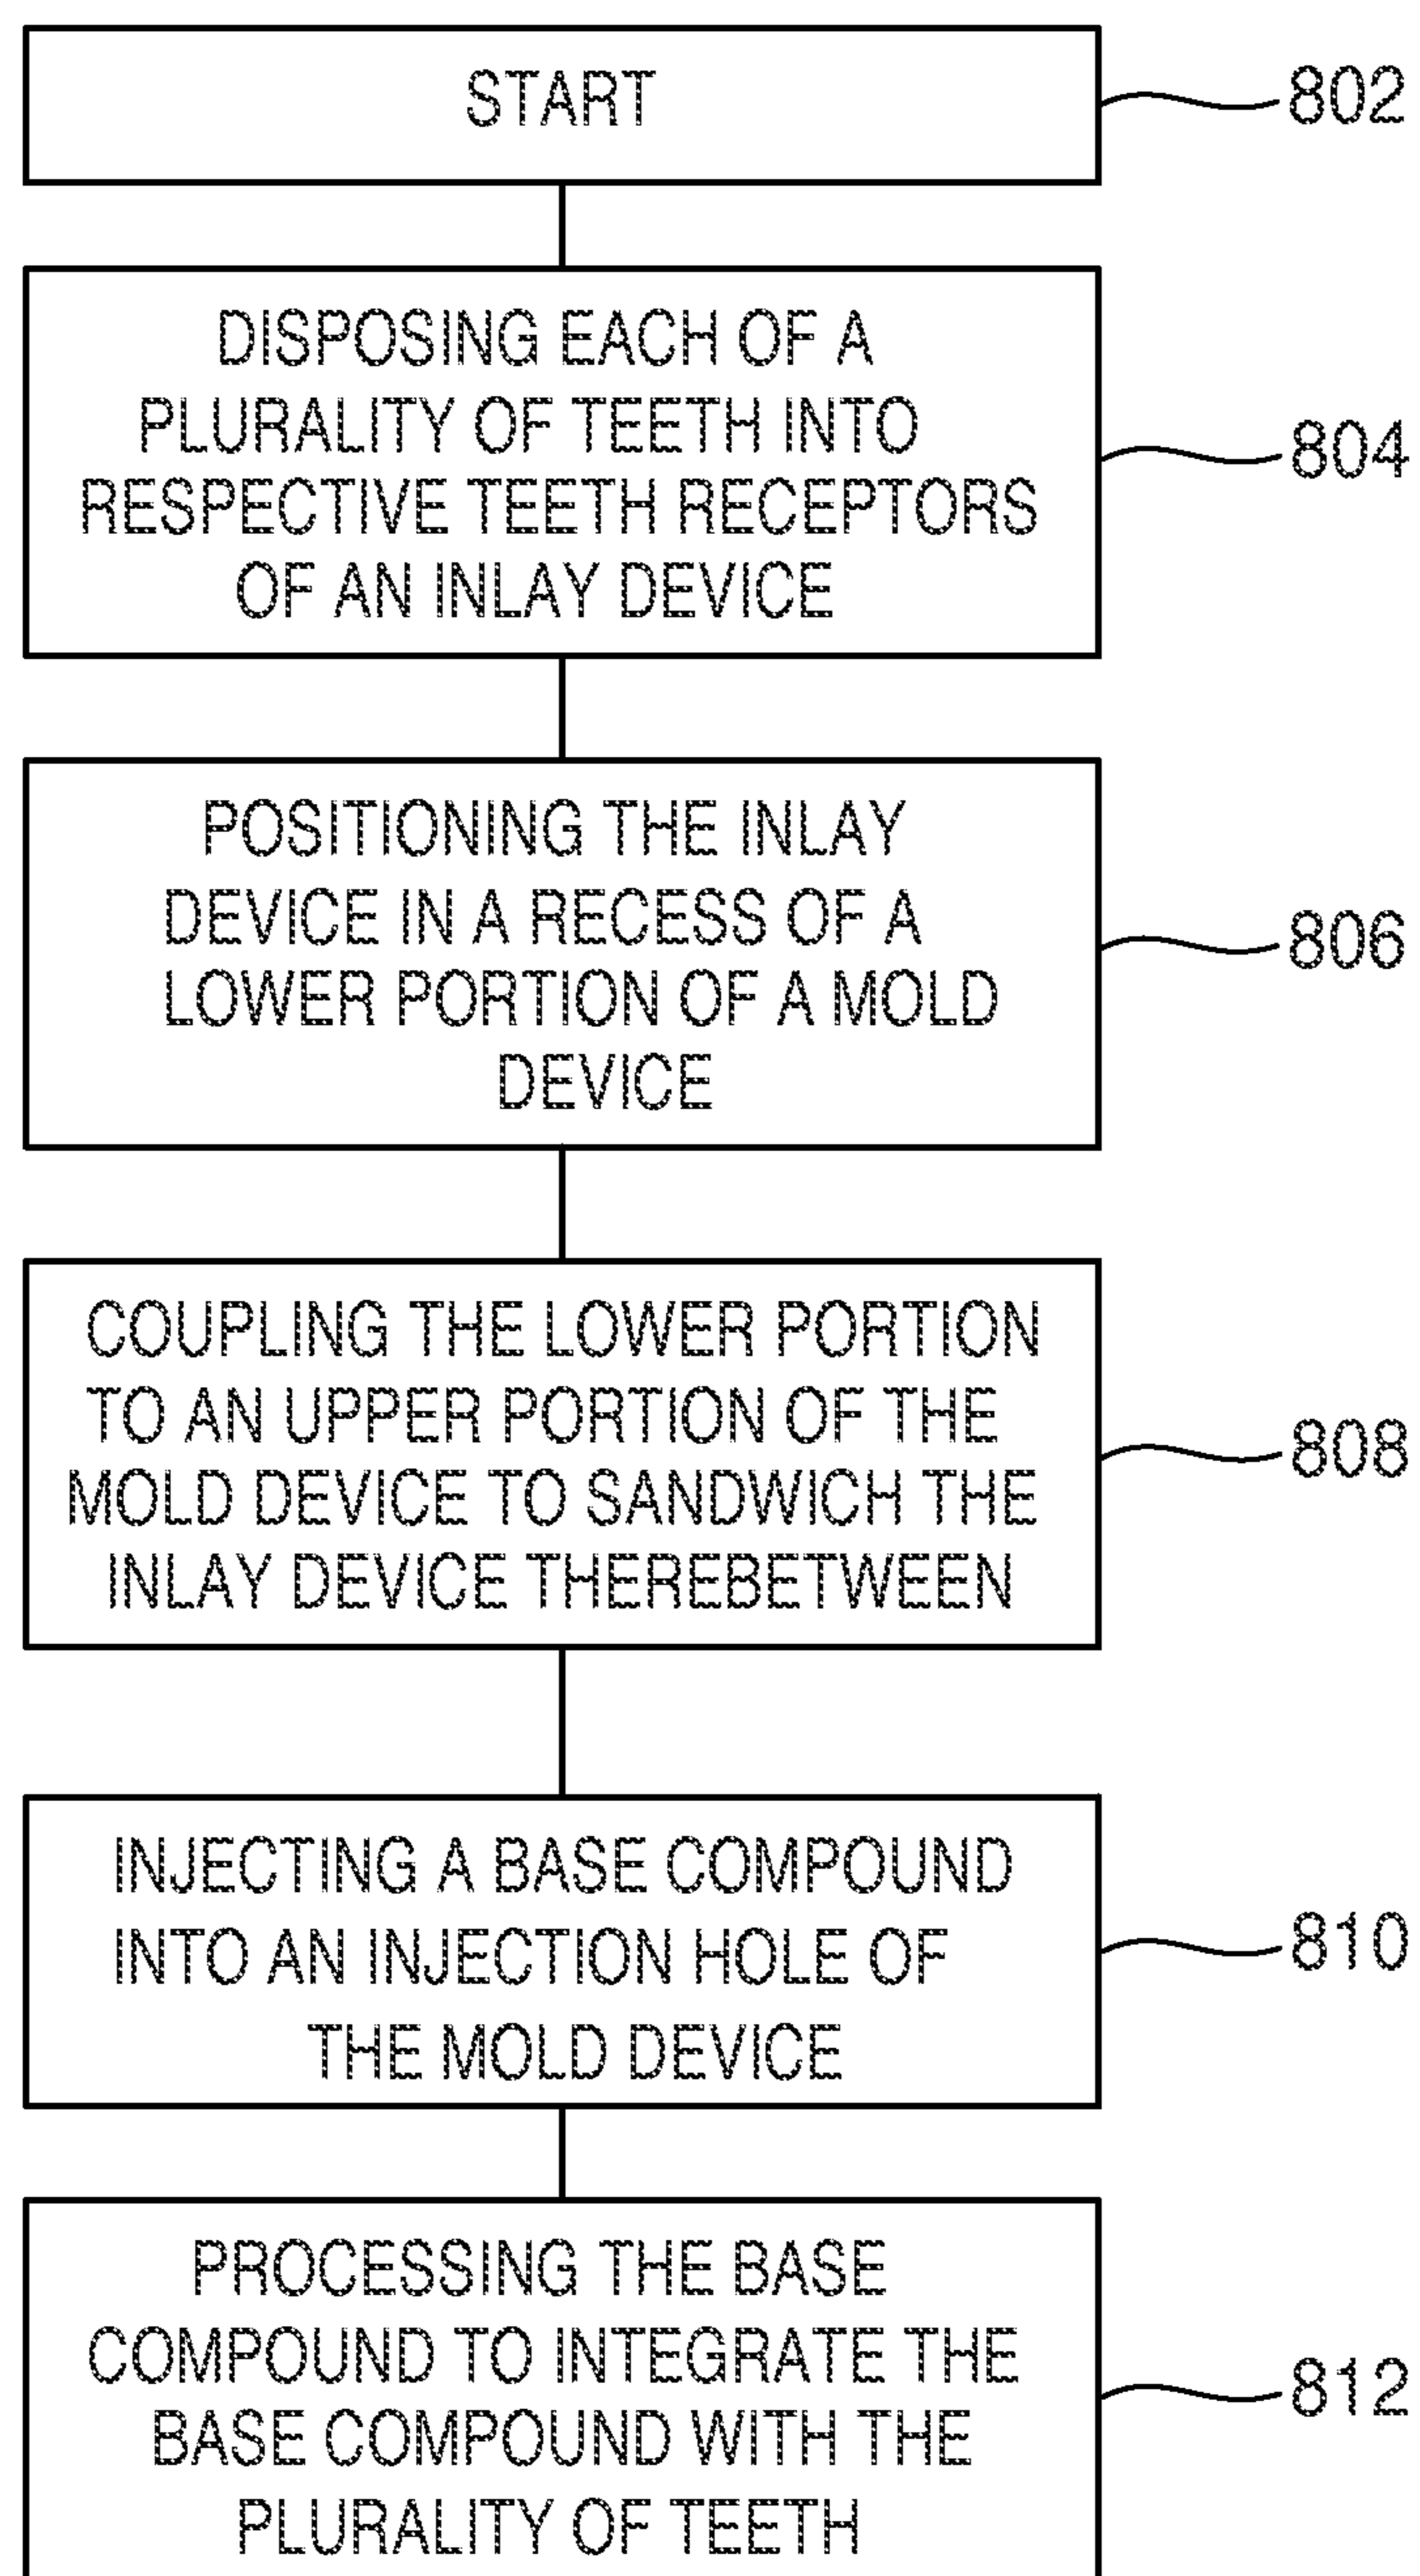 START
802
DISPOSING EACH OF A
PLURALITY OF TEETH INTO
RESPECTIVE TEETH RECEPTORS
OF AN INLAY DEVICE
804
POSITIONING THE INLAY
DEVICE IN A RECESS OF A
LOWER PORTION OF A MOLD
DEVICE
806
COUPLING THE LOWER PORTION
TO AN UPPER PORTION OF THE
MOLD DEVICE TO SANDWICH THE
INLAY DEVICE THEREBETWEEN
808
INJECTING A BASE COMPOUND
INTO AN INJECTION HOLE OF
THE MOLD DEVICE
810
PROCESSING THE BASE
COMPOUND TO INTEGRATE THE
BASE COMPOUND WITH THE
PLURALITY OF TEETH
812